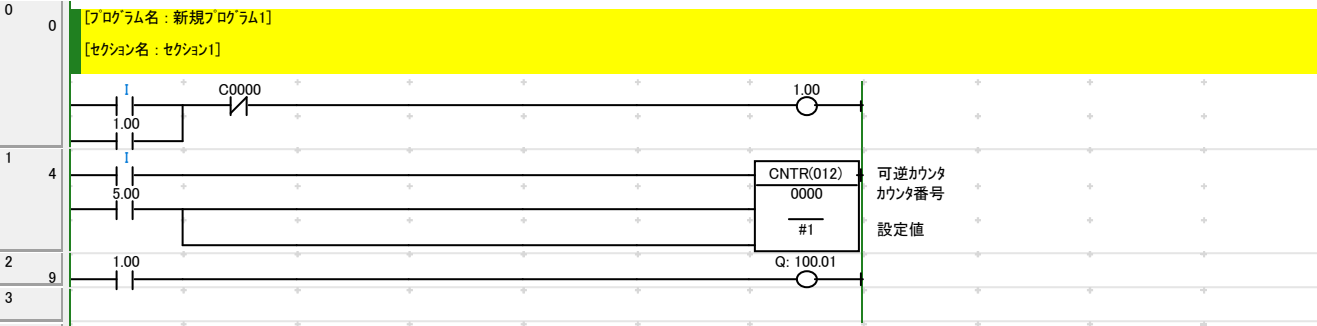 0
0
[プログラム名 : 新規プログラム1]
[セクション名 : セクション1]
I
C0000
1.00
1.00
1
4
I
CNTR(012)
可逆カウンタ
5.00
0000
カウンタ番号
#1
設定値
2
9
1.00
Q: 100.01
3